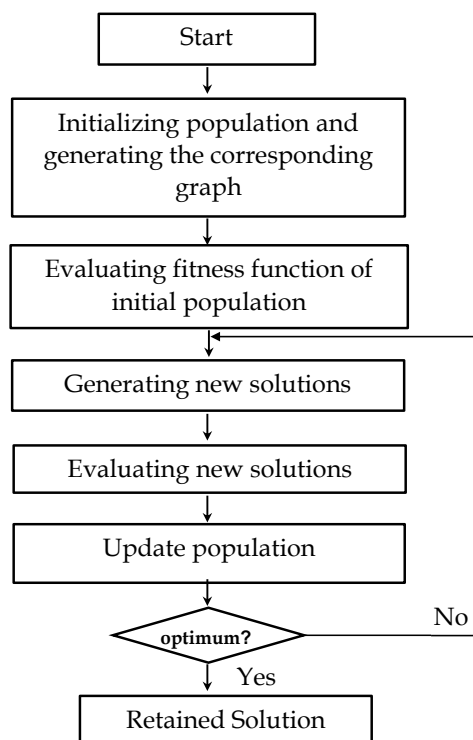 Start
Initializing population and
generating the corresponding
graph
Evaluating fitness function of
initial population
Generating new solutions
Evaluating new solutions
Update population
optimum?
No
Yes
Retained Solution